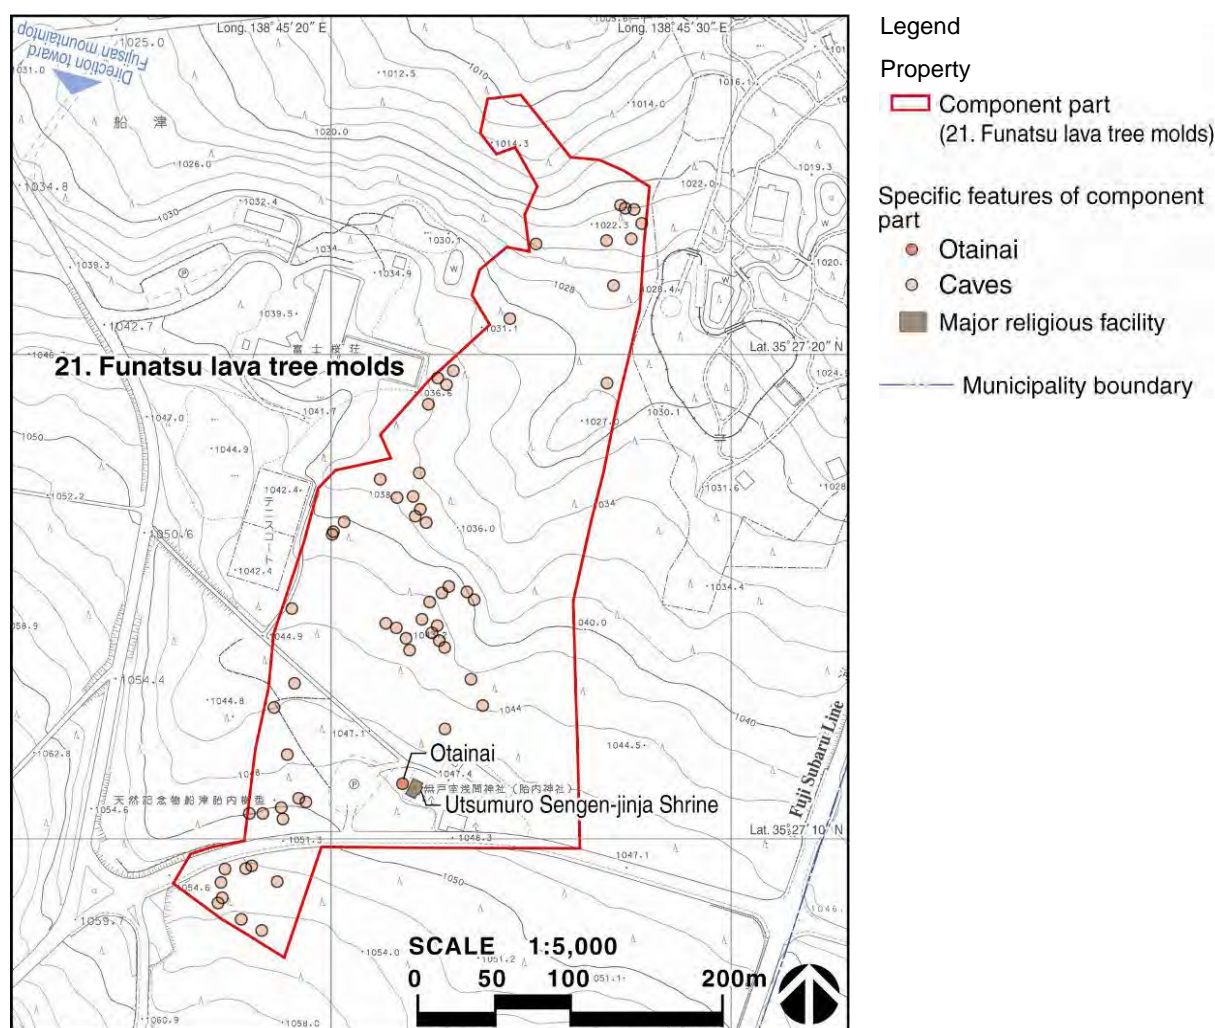 Long. 138°45′20″ E
Long. 138°45′30″ E
Direction toward
Fujisan mountaintop
1025.0
1031.0
1012.5
1010
1016.1
1014.0
船津
1020.0
1014.3
1026.0
1019.3
1034.8
1022.0
1030
1032.4
1022.3
1034
1030.1
W
1020.
1039.3
P
1034.9
W
1028
1028.4
1039.5
1031.1
1042.7
富士桜荘
Lat. 35°27′20″ N
1046
21. Funatsu lava tree molds
1024.9
1036.6
1041.7
1030.1
1047.0
1027.0
1050
1044.9
1042.4
1038
1031.6
1028
1052.2
テニスコート
1034
1050.6
1036.0
1042.4
1034.4
1040.0
1044.9
1054.4
1044.8
1044
1040
1047.1
1044.5
Fuji Subaru Line
1062.8
Otainai
1048
1047.4
P
天然記念物船津胎内樹型
Utsumuro Sengen-jinja Shrine
1054.6
Lat. 35°27′10″ N
1051.3
1048.3
1047.1
1054.6
1050
1059.7
1046.
SCALE 1:5,000
1054.0
1051.2
0 50 100 200m
1051.1
1060.9
1058.0
Legend
Property
Component part
(21. Funatsu lava tree molds)
Specific features of component
part
Otainai
Caves
Major religious facility
Municipality boundary